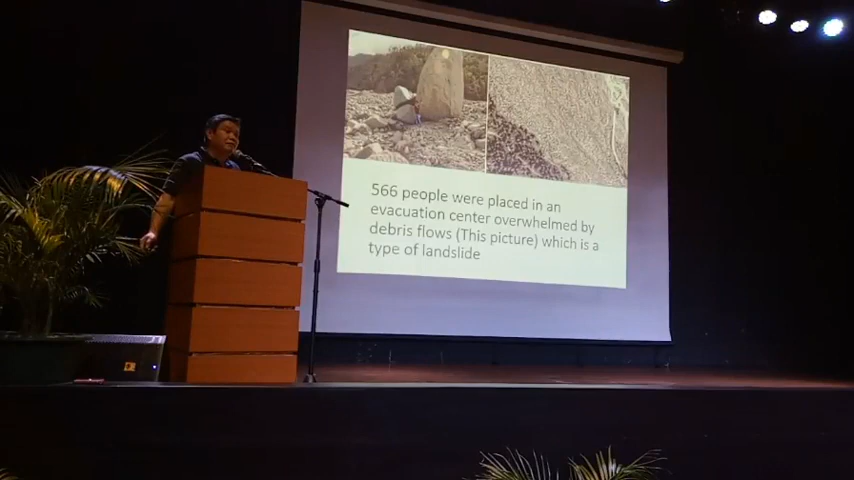 566 people were placed in an
evacuation center overwhelmed by
debris flows (This picture) which is a
type of landslide